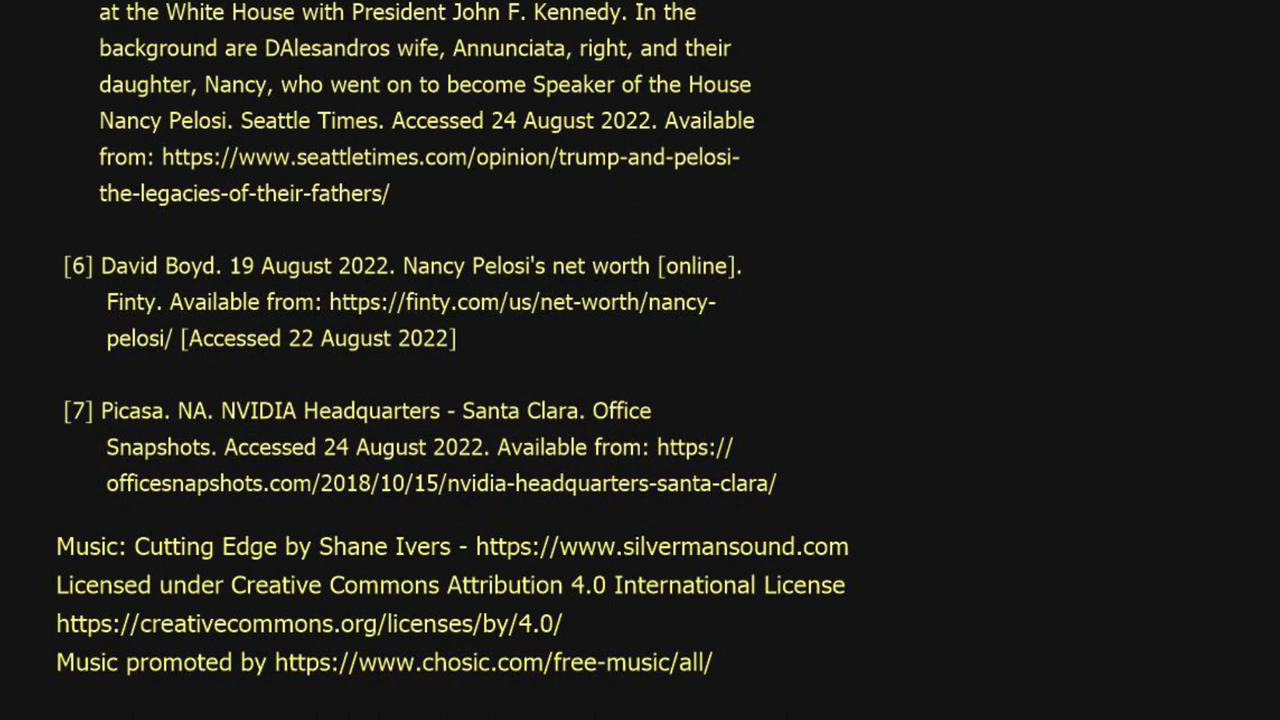 at the White House with President John F. Kennedy. In the
background are DAlesandros wife, Annunciata, right, and their
daughter, Nancy, who went on to become Speaker of the House
Nancy Pelosi. Seattle Times. Accessed 24 August 2022. Available
from: https://www.seattletimes.com/opinion/trump-and-pelosi-
the-legacies-of-their-fathers/
[6] David Boyd. 19 August 2022. Nancy Pelosi's net worth [online].
Finty. Available from: https://finty.com/us/net-worth/nancy-
pelosi/ [Accessed 22 August 2022]
[7] Picasa. NA. NVIDIA Headquarters - Santa Clara. Office
Snapshots. Accessed 24 August 2022. Available from: https://
officesnapshots.com/2018/10/15/nvidia-headquarters-santa-clara/
Music: Cutting Edge by Shane Ivers - https://www.silvermansound.com
Licensed under Creative Commons Attribution 4.0 International License
https://creativecommons.org/licenses/by/4.0/
Music promoted by https://www.chosic.com/free-music/all/